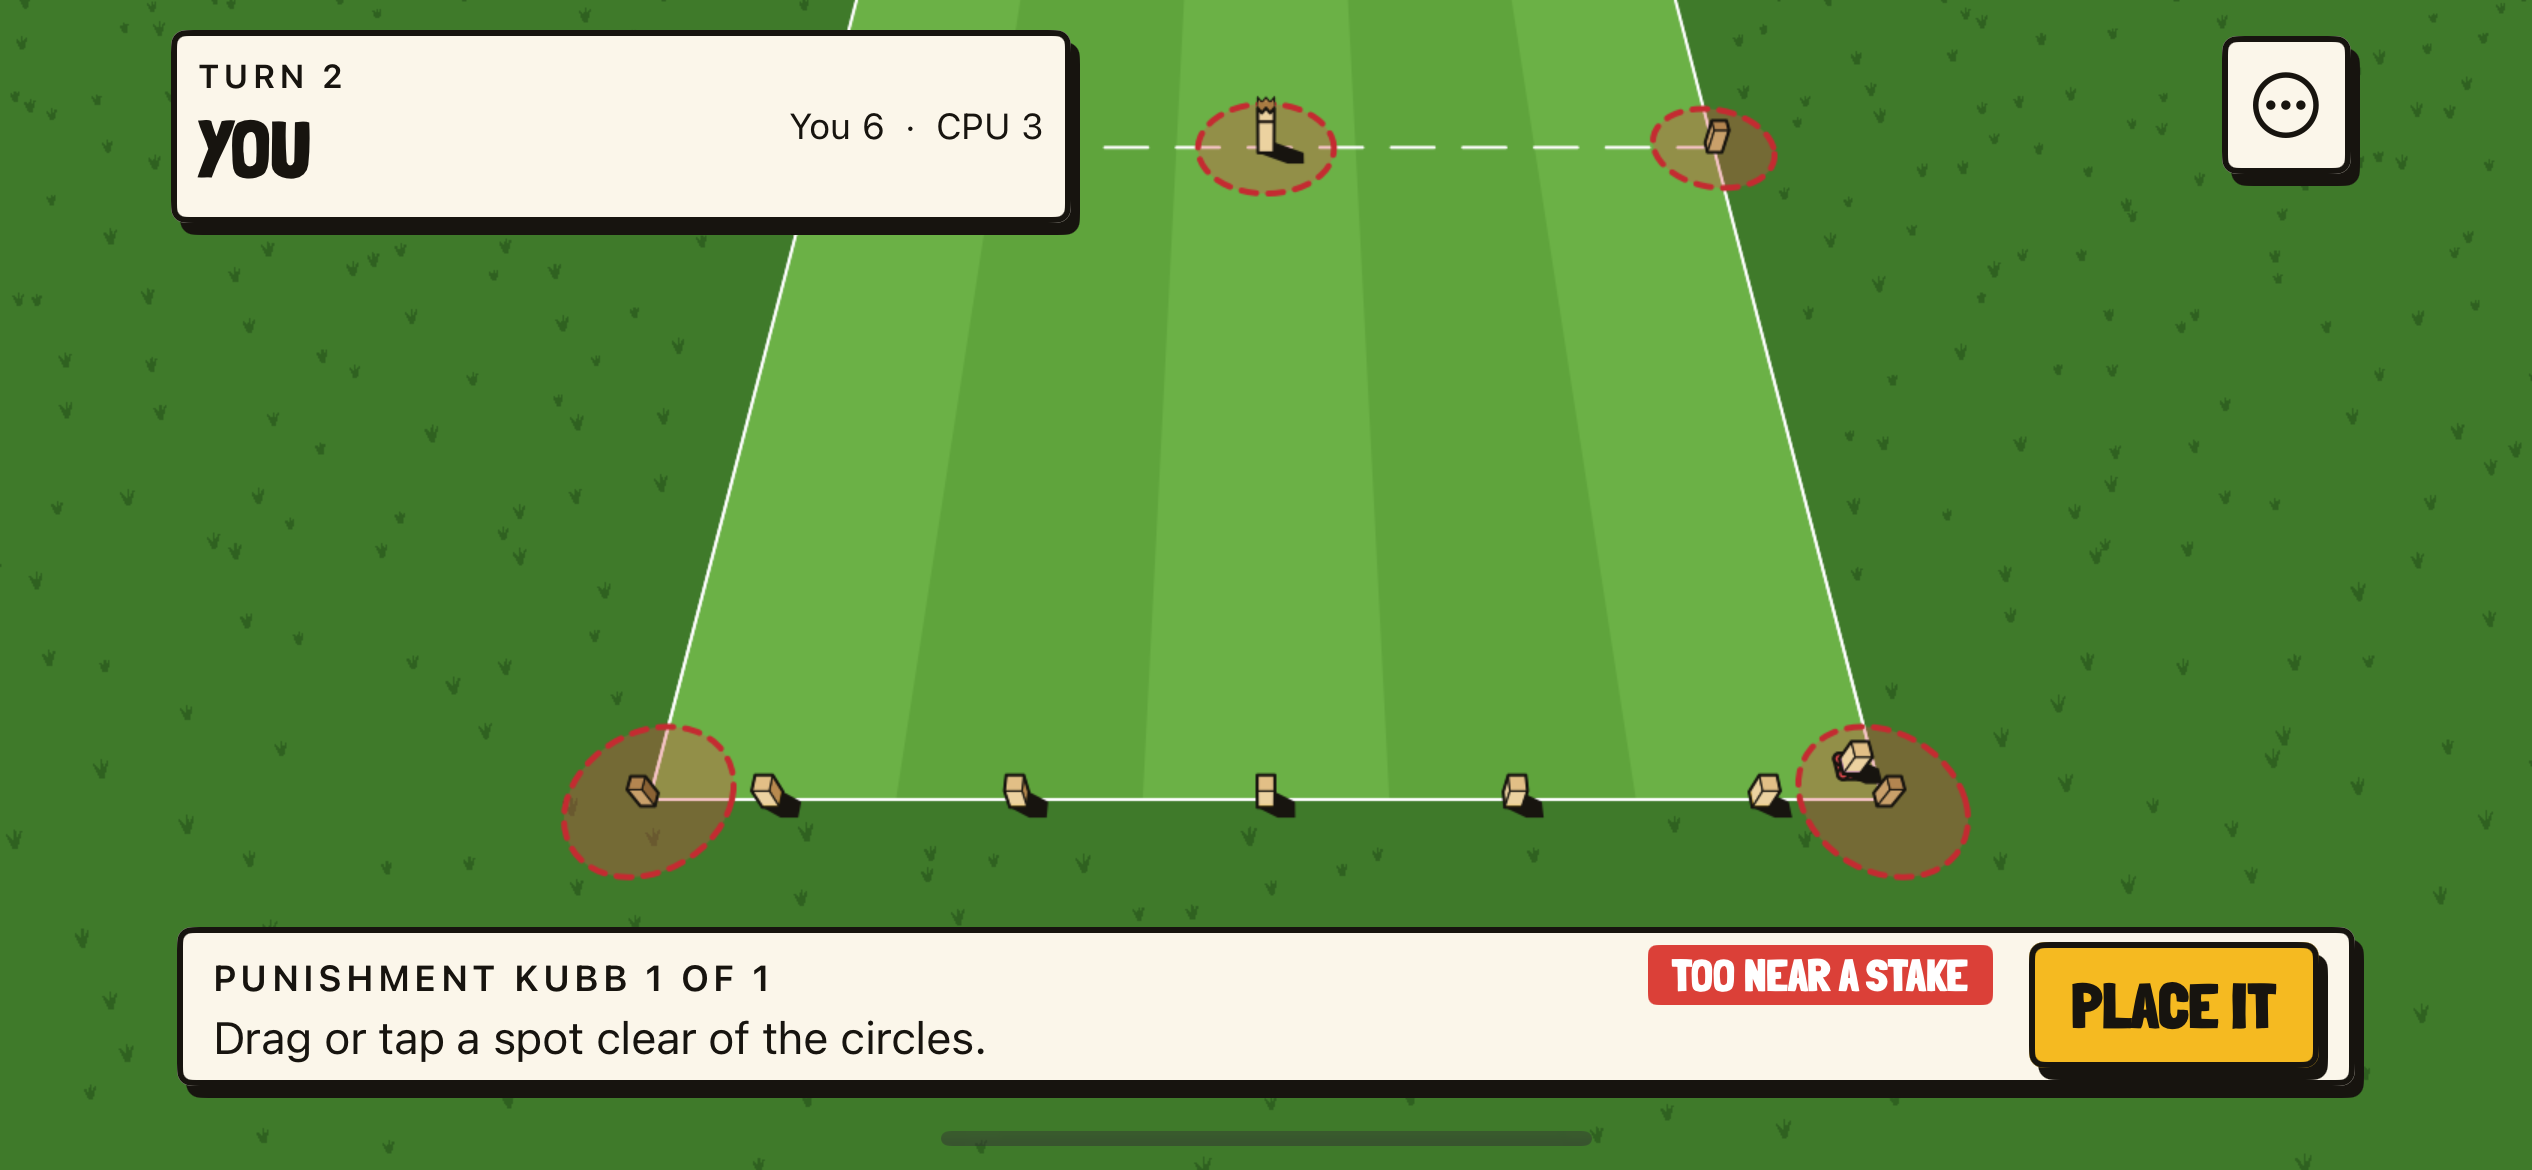 TURN 2
YOU
You 6 · CPU 3
PUNISHMENT KUBB 1 OF 1
Drag or tap a spot clear of the circles.
TOO NEAR A STAKE
PLACE IT